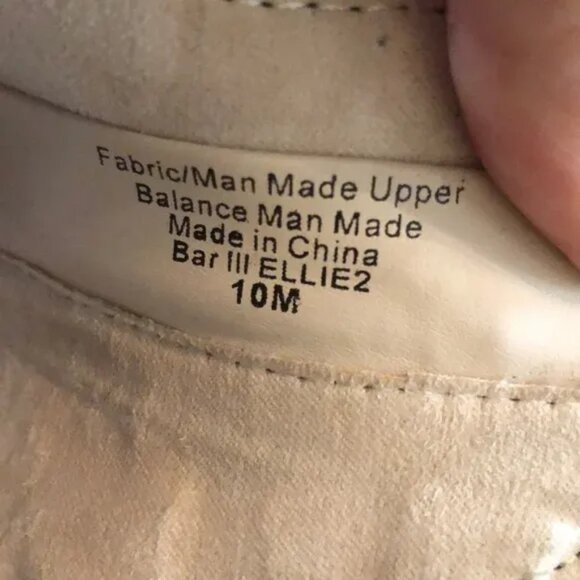 Fabric/Man Made Upper
Balance Man Made
Made in China
Bar III ELLIE2
10M